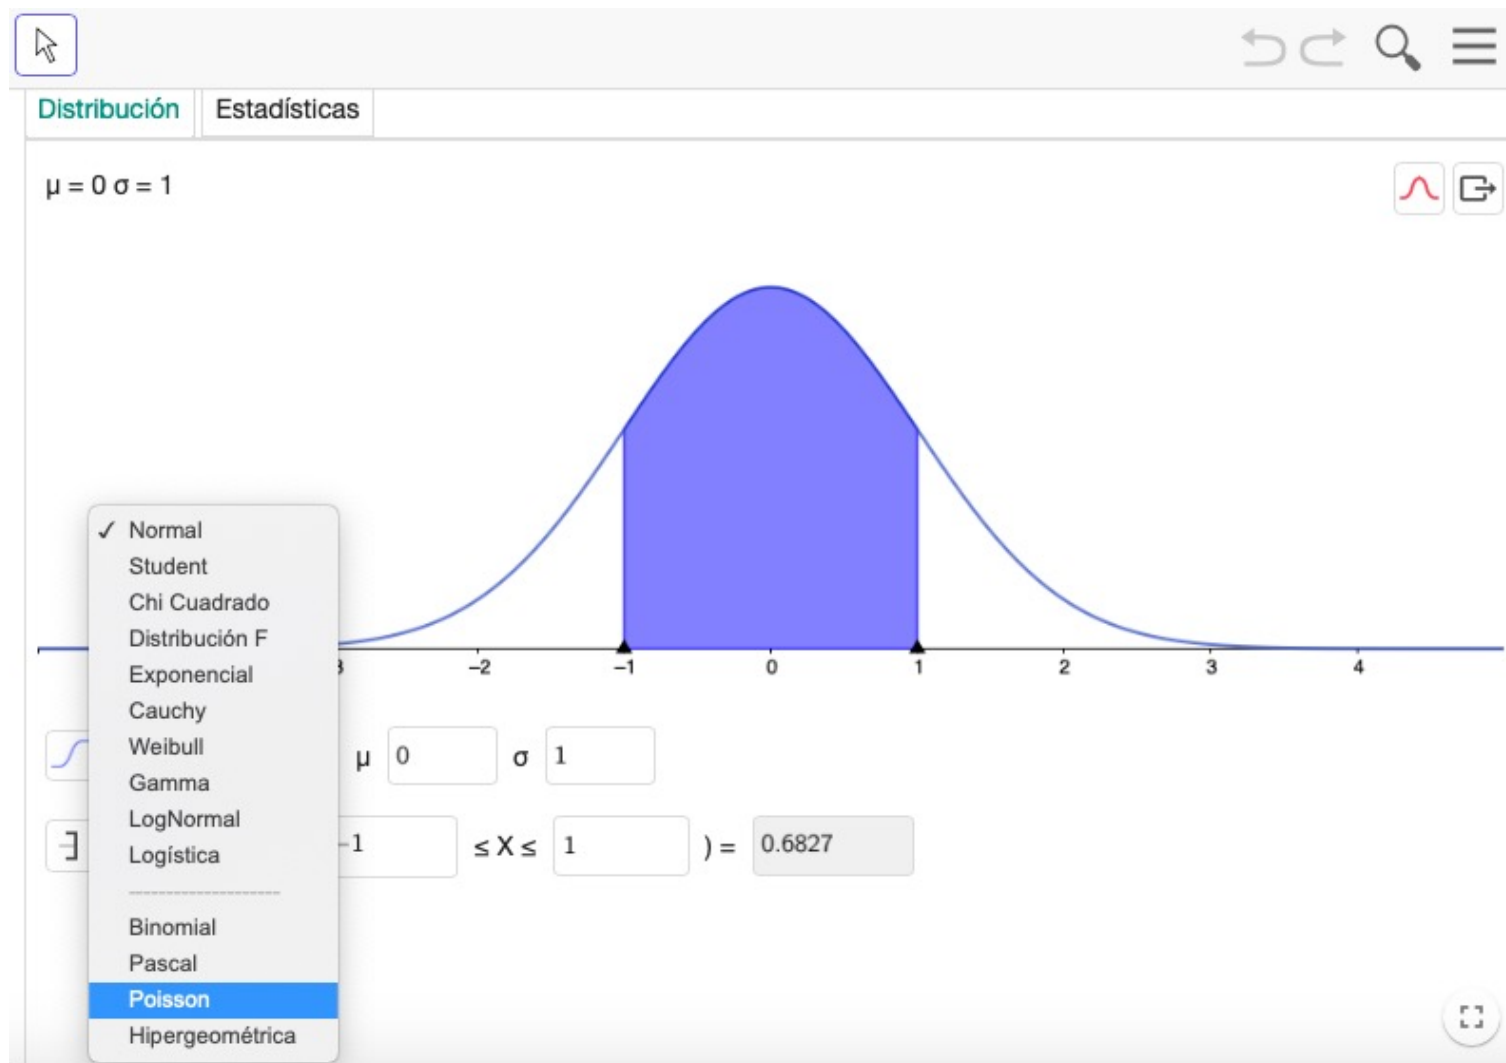 Distribución Estadísticas
μ = 0 σ = 1
✓ Normal
Student
Chi Cuadrado
Distribución F
Exponencial
Cauchy
Weibull
Gamma
LogNormal
Logística
--------------------
Binomial
Pascal
Poisson
Hipergeométrica
3 –2 –1 0 1 2 3 4
μ 0 σ 1
–1 ≤ X ≤ 1 ) = 0.6827